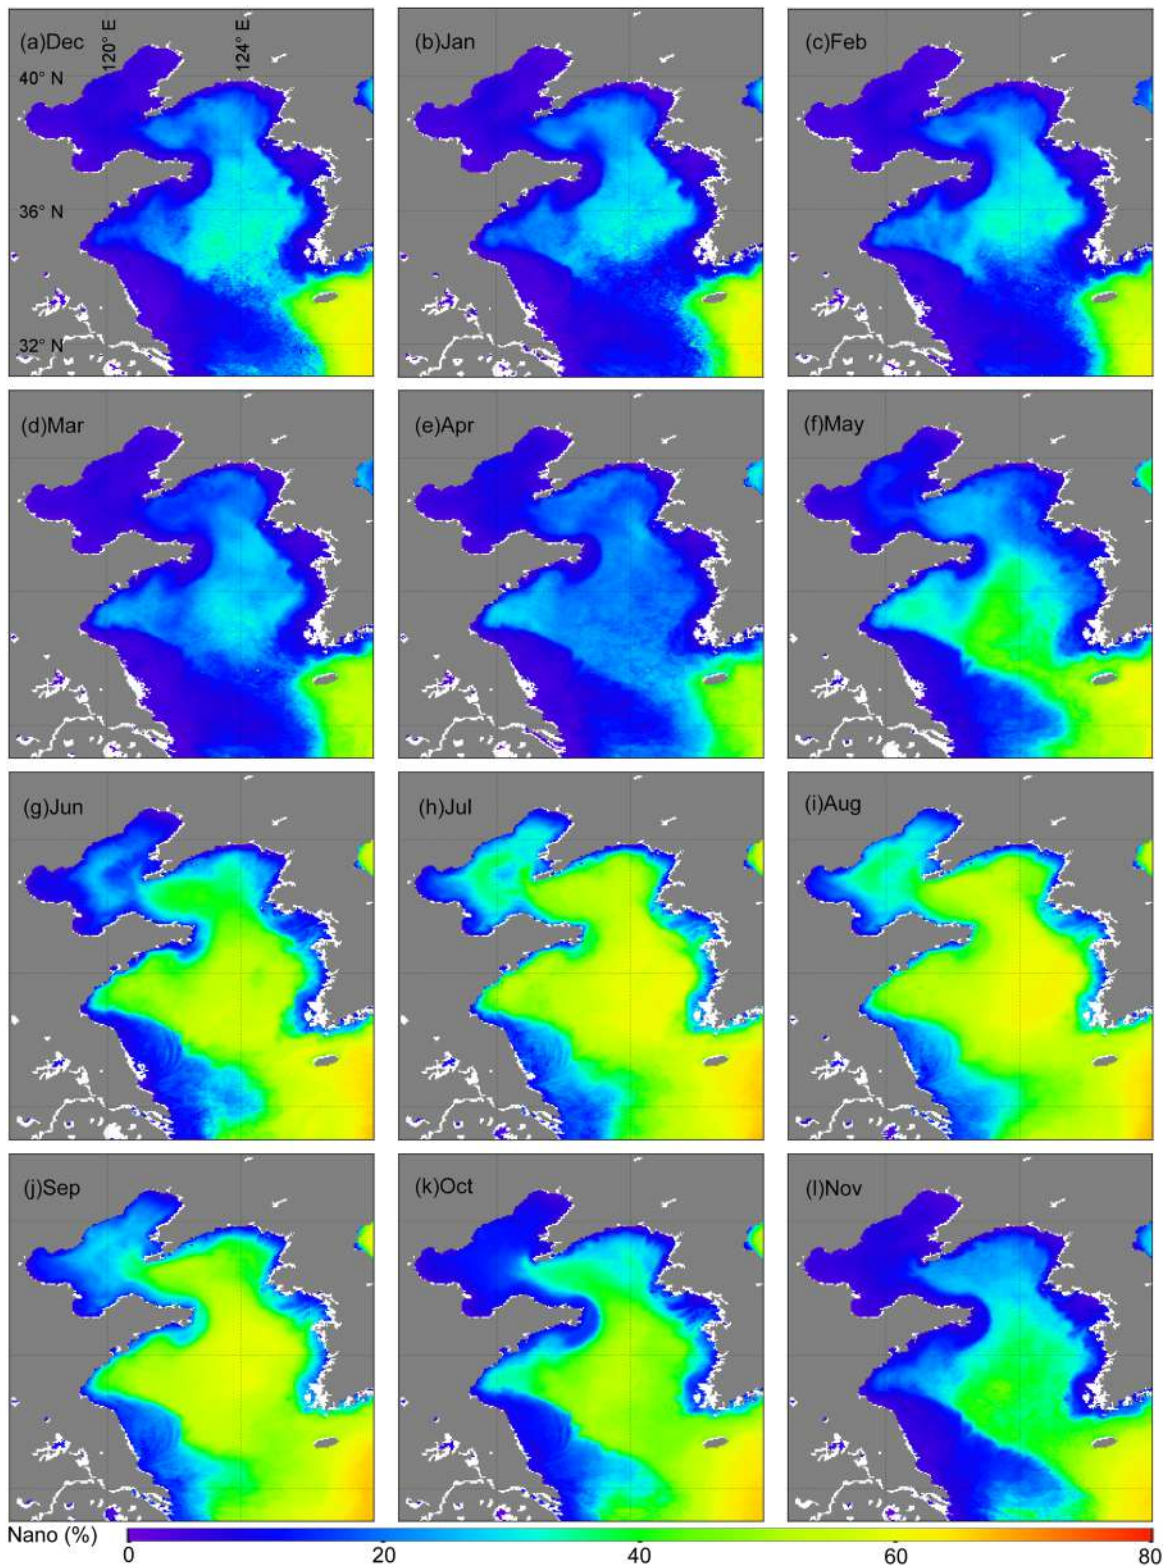 (a)Dec
120° E
124° E
(b)Jan
(c)Feb
40° N
36° N
32° N
(d)Mar
(e)Apr
(f)May
(g)Jun
(h)Jul
(i)Aug
(j)Sep
(k)Oct
(l)Nov
Nano (%)
0
20
40
60
80